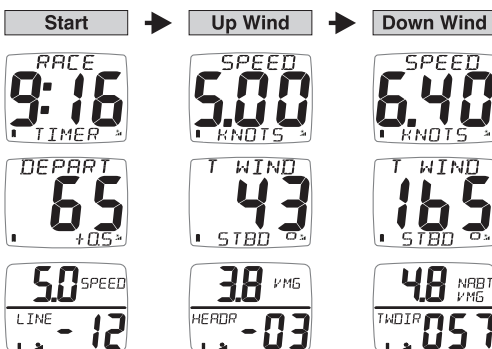 Start
Up Wind
Down Wind
RACE
9:16
TIMER
SPEED
5.00
KNOTS
SPEED
6.40
KNOTS
DEPART
65
+0.5
T WIND
43
STBD O
T WIND
165
STBD O
5.0 SPEED
LINE
- 12
3.8 VMG
HEADR
- 03
4.8 NABT
VMG
TWDIR
057